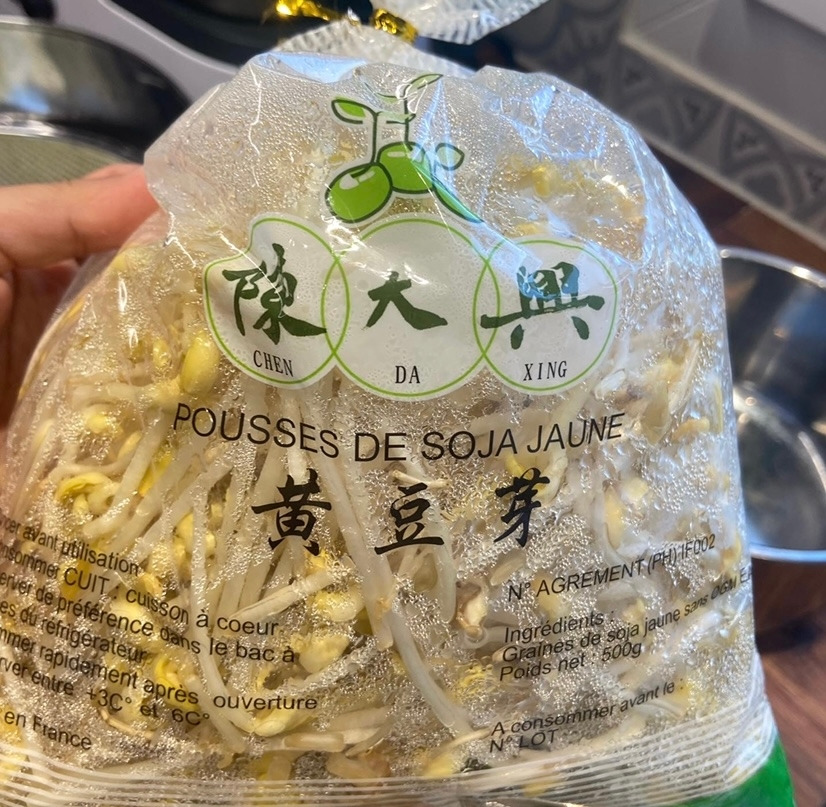 陳 大 興
CHEN DA XING
POUSSES DE SOJA JAUNE
黄豆芽
avant utilisation
CUIT : cuisson à coeur
de préférence dans le bac à
du réfrigérateur
rapidement après ouverture
entre +3C° et 6C°
en France
N° AGREMENT (PH) IF002
Ingrédients :
Graines de soja jaune sans OGM
Poids net : 500g
A consommer avant le :
N° LOT